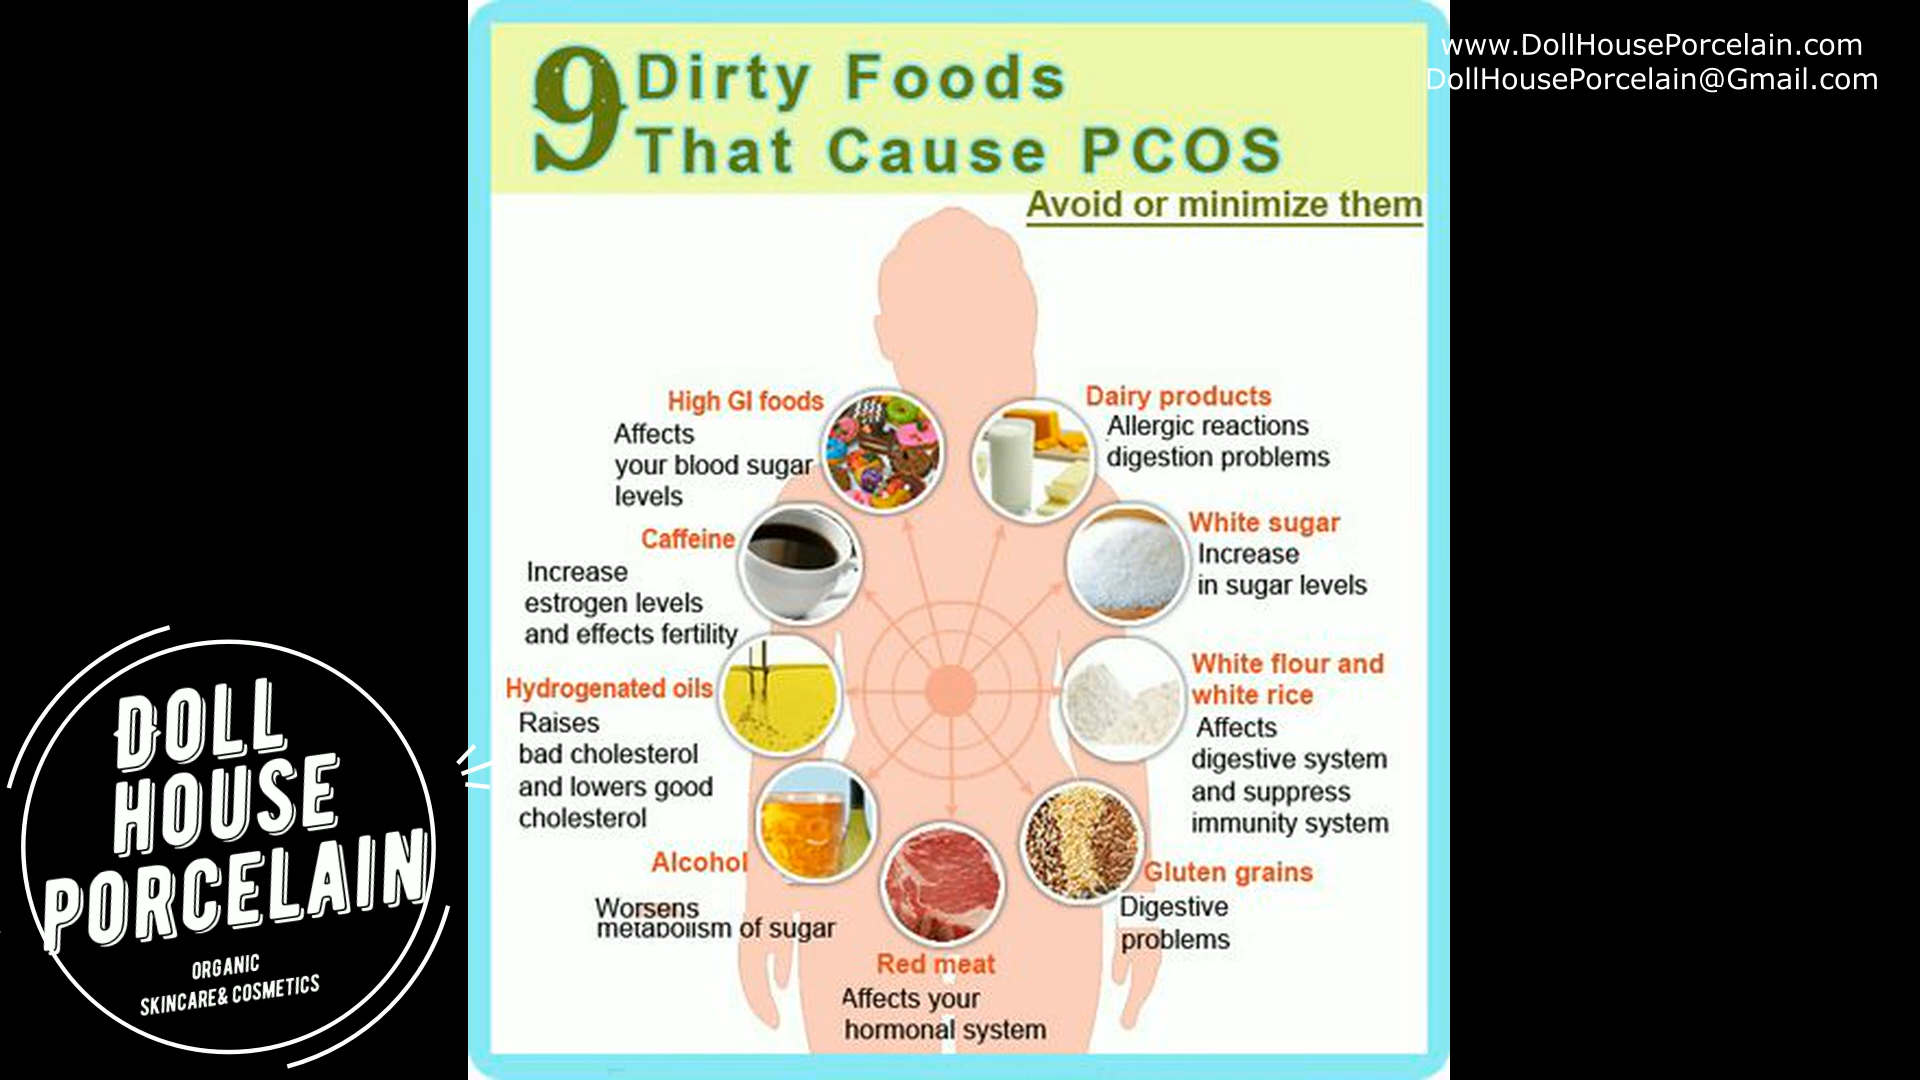 9 Dirty Foods
That Cause PCOS
Avoid or minimize them
www.DollHousePorcelain.com
DollHousePorcelain@Gmail.com
High GI foods
Affects
your blood sugar
levels
Dairy products
Allergic reactions
digestion problems
Caffeine
Increase
estrogen levels
and effects fertility
White sugar
Increase
in sugar levels
Hydrogenated oils
Raises
bad cholesterol
and lowers good
cholesterol
White flour and
white rice
Affects
digestive system
and suppress
immunity system
Alcohol
Worsens
metabolism of sugar
Gluten grains
Digestive
problems
Red meat
Affects your
hormonal system
DOLL
HOUSE
PORCELAIN
ORGANIC
SKINCARE & COSMETICS